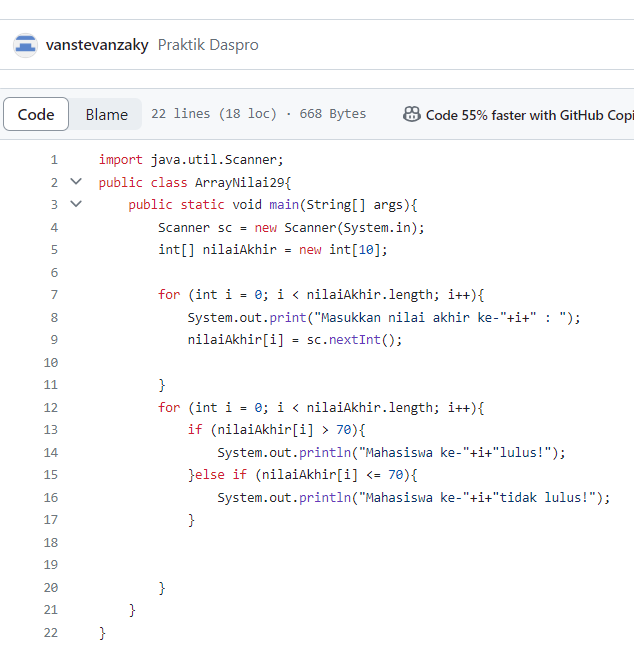 vanstevanzaky Praktik Daspro
Code Blame 22 lines (18 loc) · 668 Bytes Code 55% faster with GitHub Copi
1 import java.util.Scanner;
2 public class ArrayNilai29{
3 public static void main(String[] args){
4 Scanner sc = new Scanner(System.in);
5 int[] nilaiAkhir = new int[10];
6
7 for (int i = 0; i < nilaiAkhir.length; i++){
8 System.out.print("Masukkan nilai akhir ke-"+i+" : ");
9 nilaiAkhir[i] = sc.nextInt();
10
11 }
12 for (int i = 0; i < nilaiAkhir.length; i++){
13 if (nilaiAkhir[i] > 70){
14 System.out.println("Mahasiswa ke-"+i+"lulus!");
15 }else if (nilaiAkhir[i] <= 70){
16 System.out.println("Mahasiswa ke-"+i+"tidak lulus!");
17 }
18
19
20 }
21 }
22 }